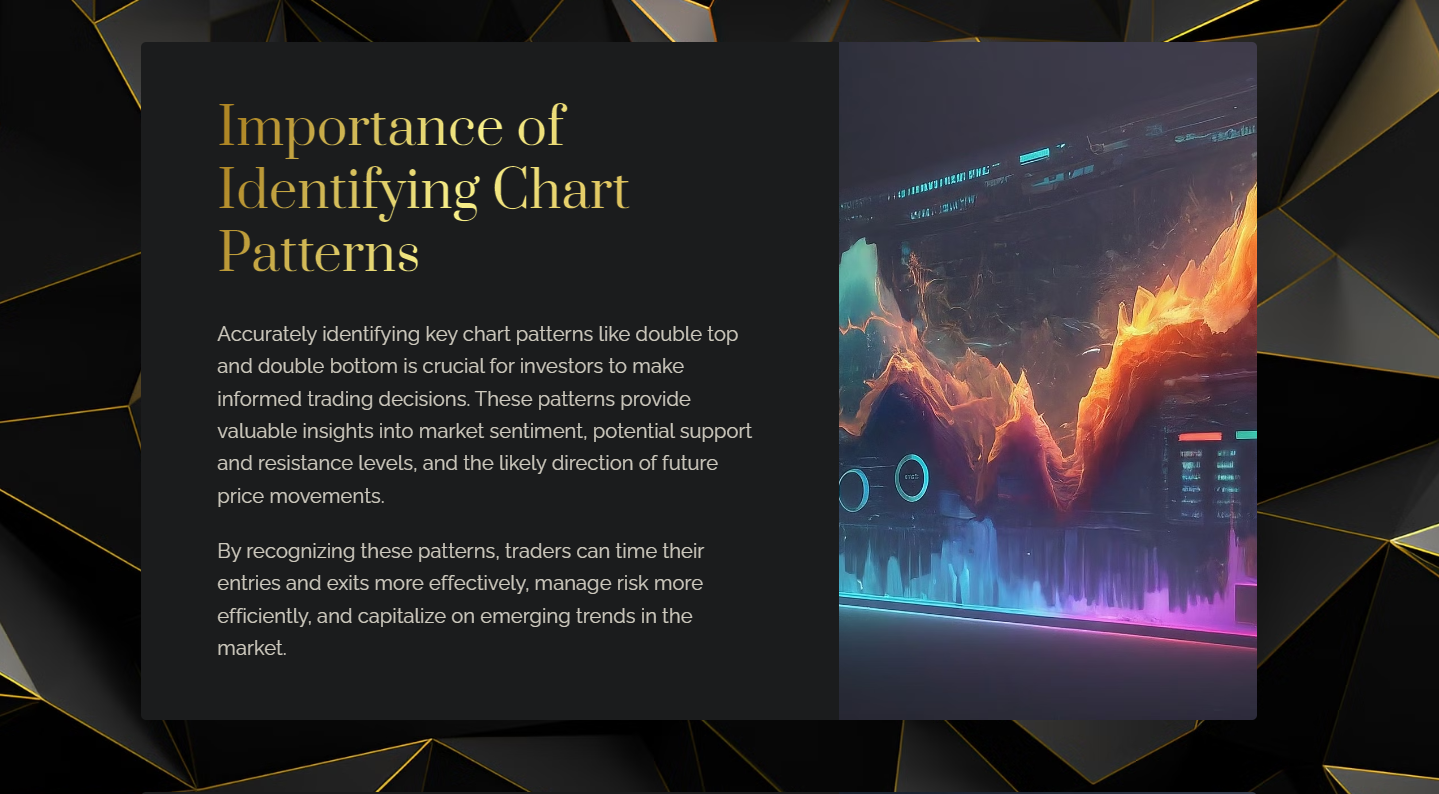 Importance of
Identifying Chart
Patterns
Accurately identifying key chart patterns like double top
and double bottom is crucial for investors to make
informed trading decisions. These patterns provide
valuable insights into market sentiment, potential support
and resistance levels, and the likely direction of future
price movements.
By recognizing these patterns, traders can time their
entries and exits more effectively, manage risk more
efficiently, and capitalize on emerging trends in the
market.